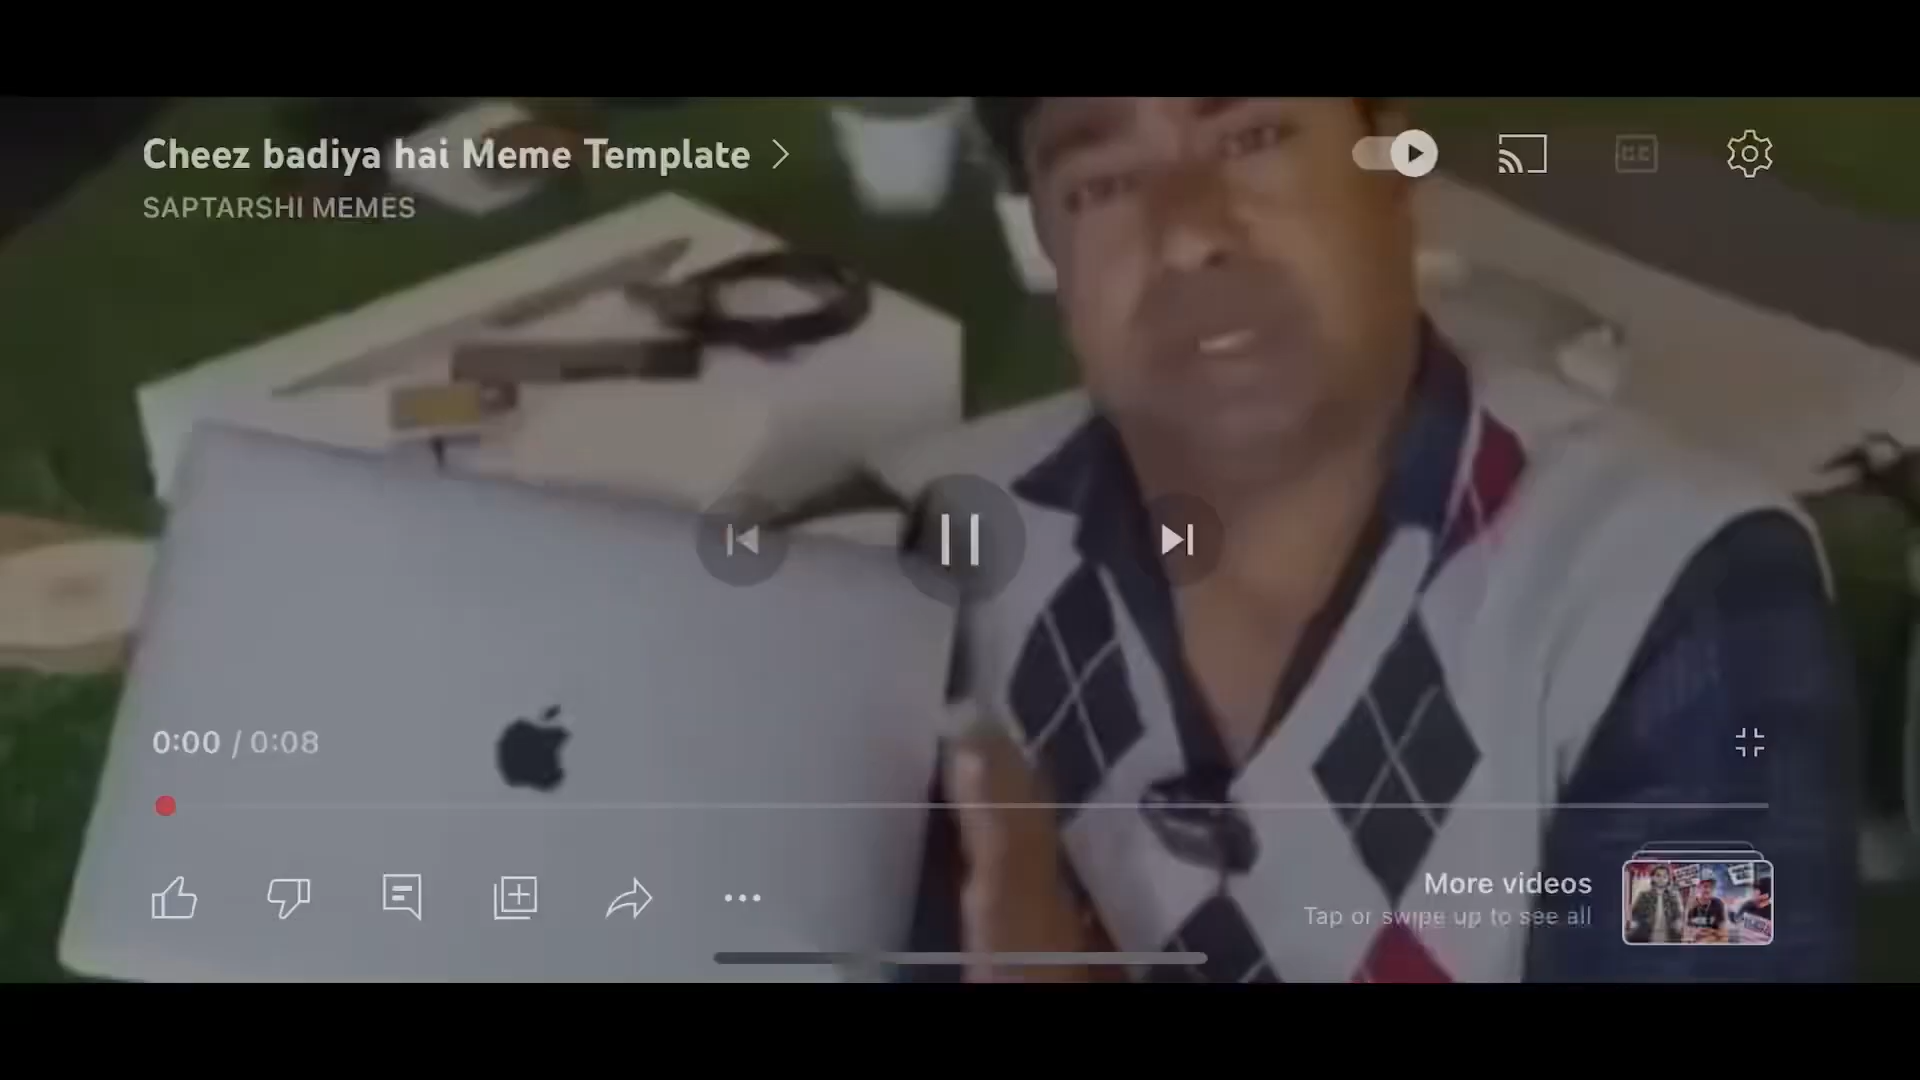 Cheez badiya hai Meme Template
SAPTARSHI MEMES
CC
0:00 / 0:08
More videos
Tap or swipe up to see all